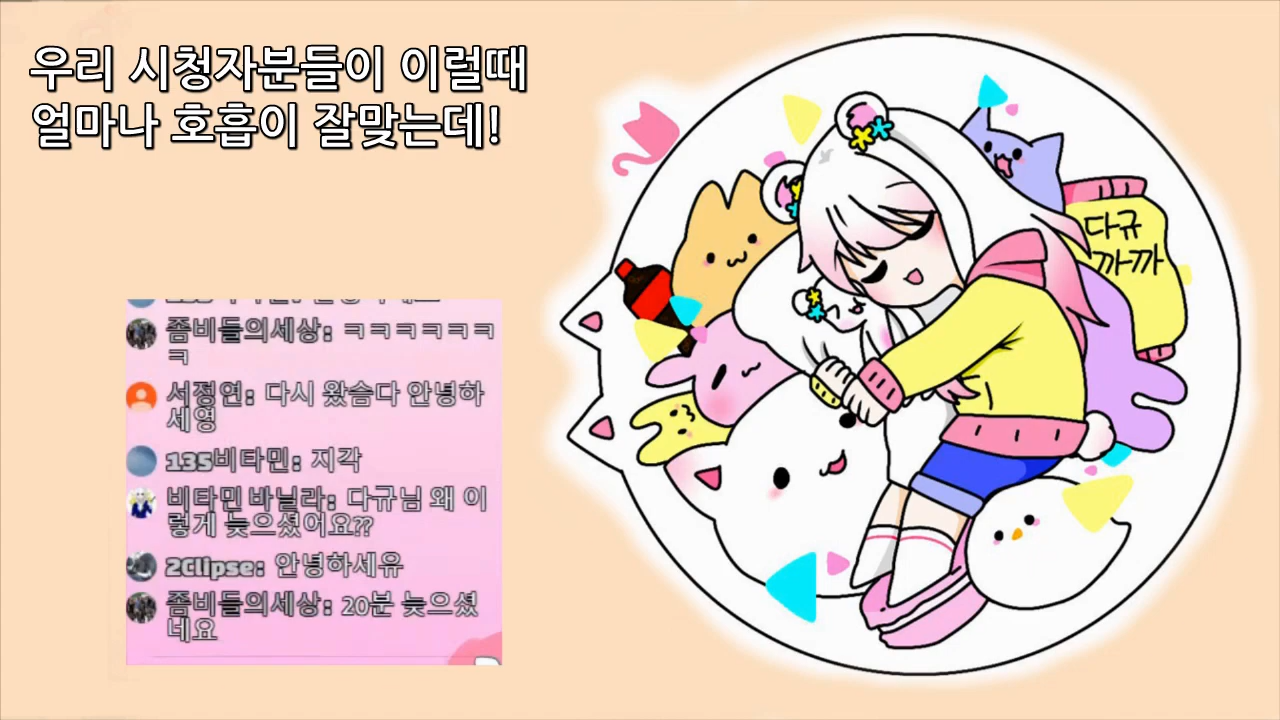 우리 시청자분들이 이럴때
얼마나 호흡이 잘맞는데!
좀비들의세상: ㅋㅋㅋㅋㅋㅋ
ㅋ
서정연: 다시 왔슴다 안녕하
세영
135비타민: 지각
비타민 바닐라: 다규님 왜 이
렇게 늦으셨어요??
2Clipse: 안녕하세유
좀비들의세상: 20분 늦으셨
네요
다규
까까